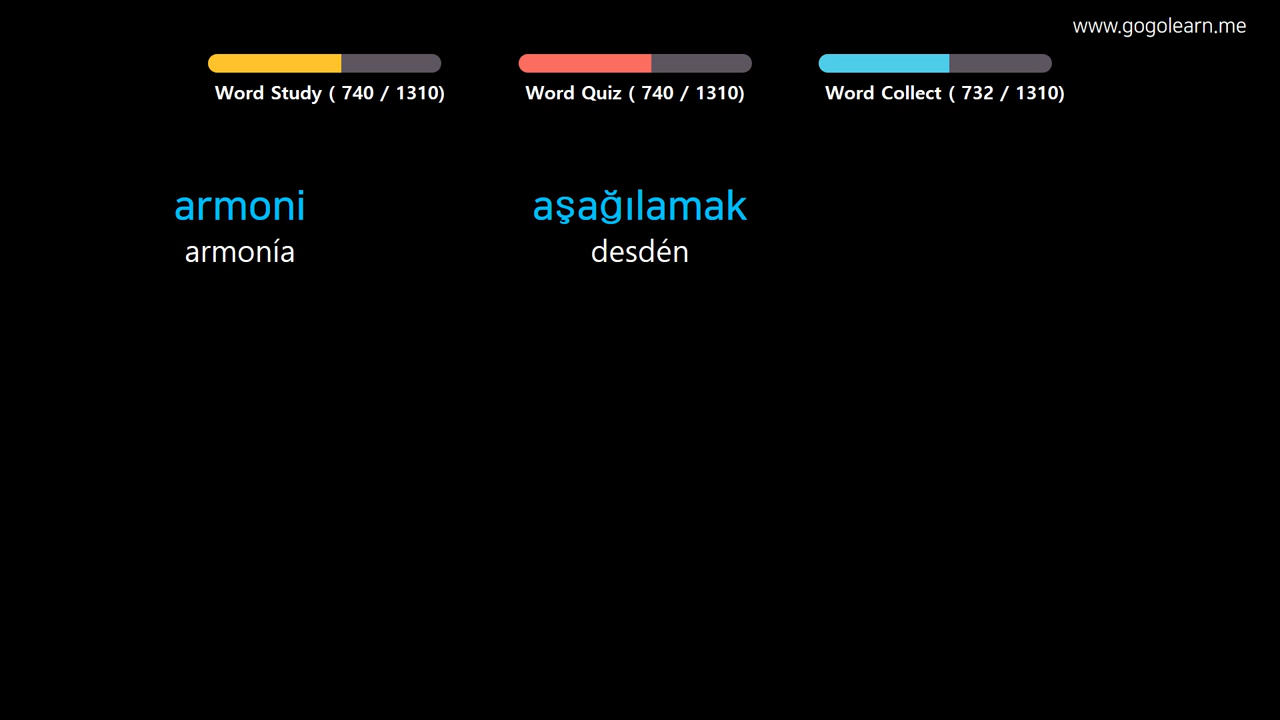 www.gogolearn.me
Word Study ( 740 / 1310)
Word Quiz ( 740 / 1310)
Word Collect ( 732 / 1310)
armoni
armonía
aşağılamak
desdén